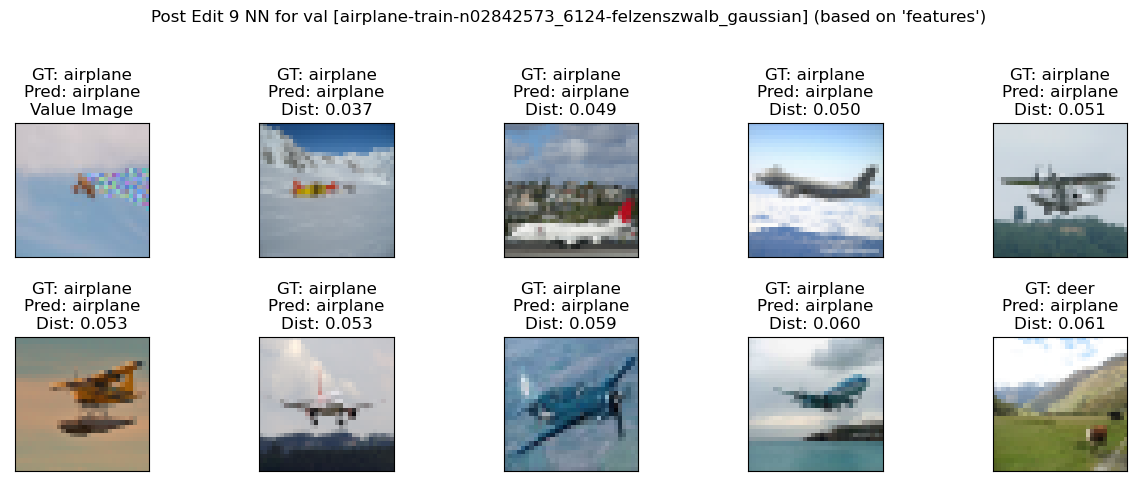 Post Edit 9 NN for val [airplane-train-n02842573_6124-felzenszwalb_gaussian] (based on 'features')
GT: airplane
Pred: airplane
Value Image
GT: airplane
Pred: airplane
Dist: 0.037
GT: airplane
Pred: airplane
Dist: 0.049
GT: airplane
Pred: airplane
Dist: 0.050
GT: airplane
Pred: airplane
Dist: 0.051
GT: airplane
Pred: airplane
Dist: 0.053
GT: airplane
Pred: airplane
Dist: 0.053
GT: airplane
Pred: airplane
Dist: 0.059
GT: airplane
Pred: airplane
Dist: 0.060
GT: deer
Pred: airplane
Dist: 0.061